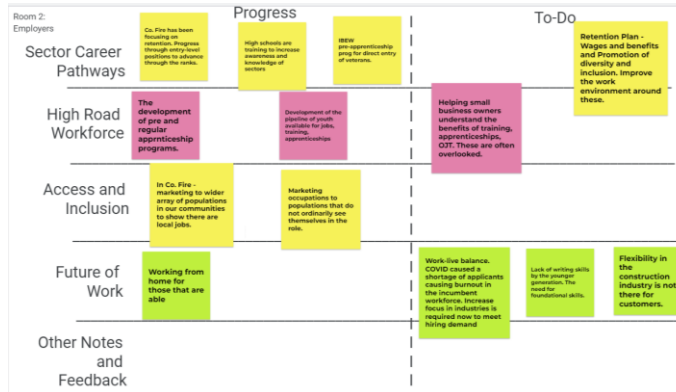 Room 2:
Employers
Progress
To-Do
Sector Career
Pathways
Co. Fire has been
focusing on
retention. Progress
through entry-level
positions to advance
through the ranks.
High schools are
training to increase
awareness and
knowledge of
sectors
IBEW
pre-apprenticeship
prog for direct entry
of veterans.
Retention Plan -
Wages and benefits
and Promotion of
diversity and
inclusion. Improve
the work
environment around
these.
High Road
Workforce
The
development of
pre and
regular
apprnticeship
programs.
Development of the
pipeline of youth
available for jobs,
training,
apprenticeships
Helping small
business owners
understand the
benefits of training,
apprenticeships,
OJT. These are often
overlooked.
Access and
Inclusion
In Co. Fire -
marketing to wider
array of populations
in our communities
to show there are
local jobs.
Marketing
occupations to
populations that do
not ordinarily see
themselves in the
role.
Future of
Work
Working from
home for
those that are
able
Work-live balance.
COVID caused a
shortage of applicants
causing burnout in
the incumbent
workforce. Increase
focus in industries is
required now to meet
hiring demand
Lack of writing skills
by the younger
generation. The
need for
foundational skills.
Flexibility in
the
construction
industry is not
there for
customers.
Other Notes
and
Feedback